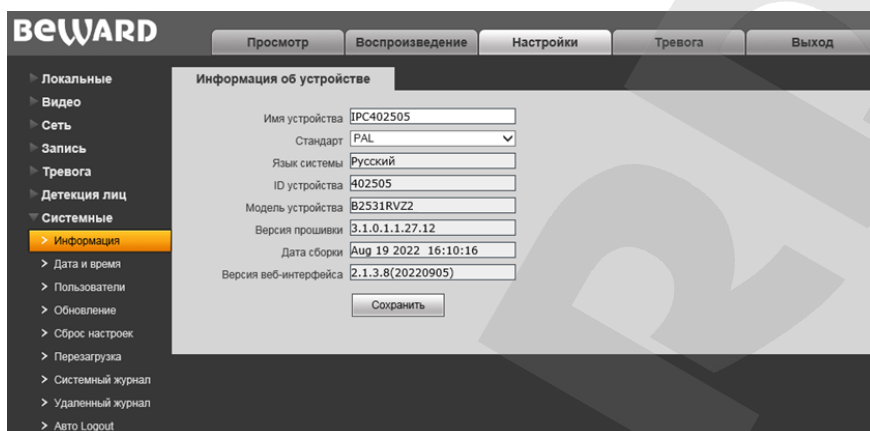 BEWARD
Просмотр
Воспроизведение
Настройки
Тревога
Выход
Локальные
Видео
Сеть
Запись
Тревога
Детекция лиц
Системные
Информация
Дата и время
Пользователи
Обновление
Сброс настроек
Перезагрузка
Системный журнал
Удаленный журнал
Авто Logout
Информация об устройстве
Имя устройства IPC402505
Стандарт PAL
Язык системы Русский
ID устройства 402505
Модель устройства B2531RVZ2
Версия прошивки 3.1.0.1.1.27.12
Дата сборки Aug 19 2022 16:10:16
Версия веб-интерфейса 2.1.3.8(20220905)
Сохранить